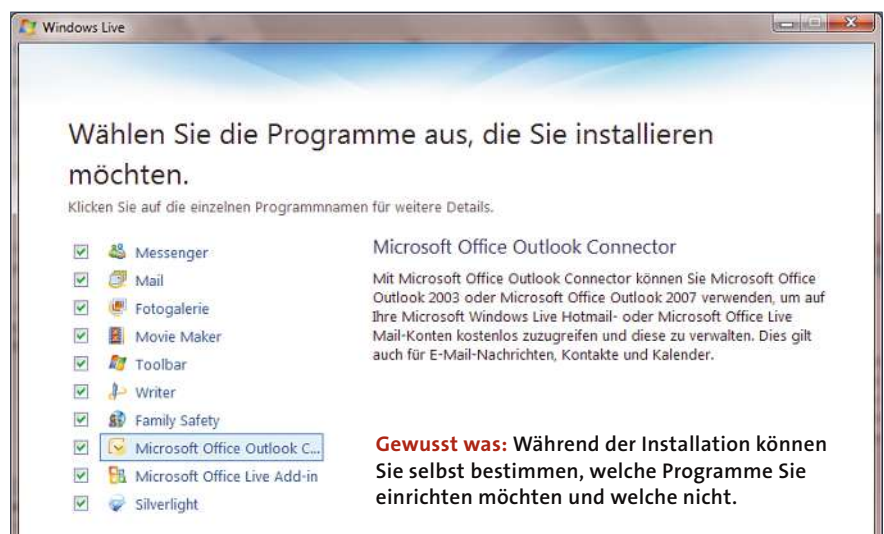 Windows Live
Wählen Sie die Programme aus, die Sie installieren
möchten.
Klicken Sie auf die einzelnen Programmnamen für weitere Details.
Messenger
Mail
Fotogalerie
Movie Maker
Toolbar
Writer
Family Safety
Microsoft Office Outlook C...
Microsoft Office Live Add-in
Silverlight
Microsoft Office Outlook Connector
Mit Microsoft Office Outlook Connector können Sie Microsoft Office
Outlook 2003 oder Microsoft Office Outlook 2007 verwenden, um auf
Ihre Microsoft Windows Live Hotmail- oder Microsoft Office Live
Mail-Konten kostenlos zuzugreifen und diese zu verwalten. Dies gilt
auch für E-Mail-Nachrichten, Kontakte und Kalender.
Gewusst was: Während der Installation können
Sie selbst bestimmen, welche Programme Sie
einrichten möchten und welche nicht.